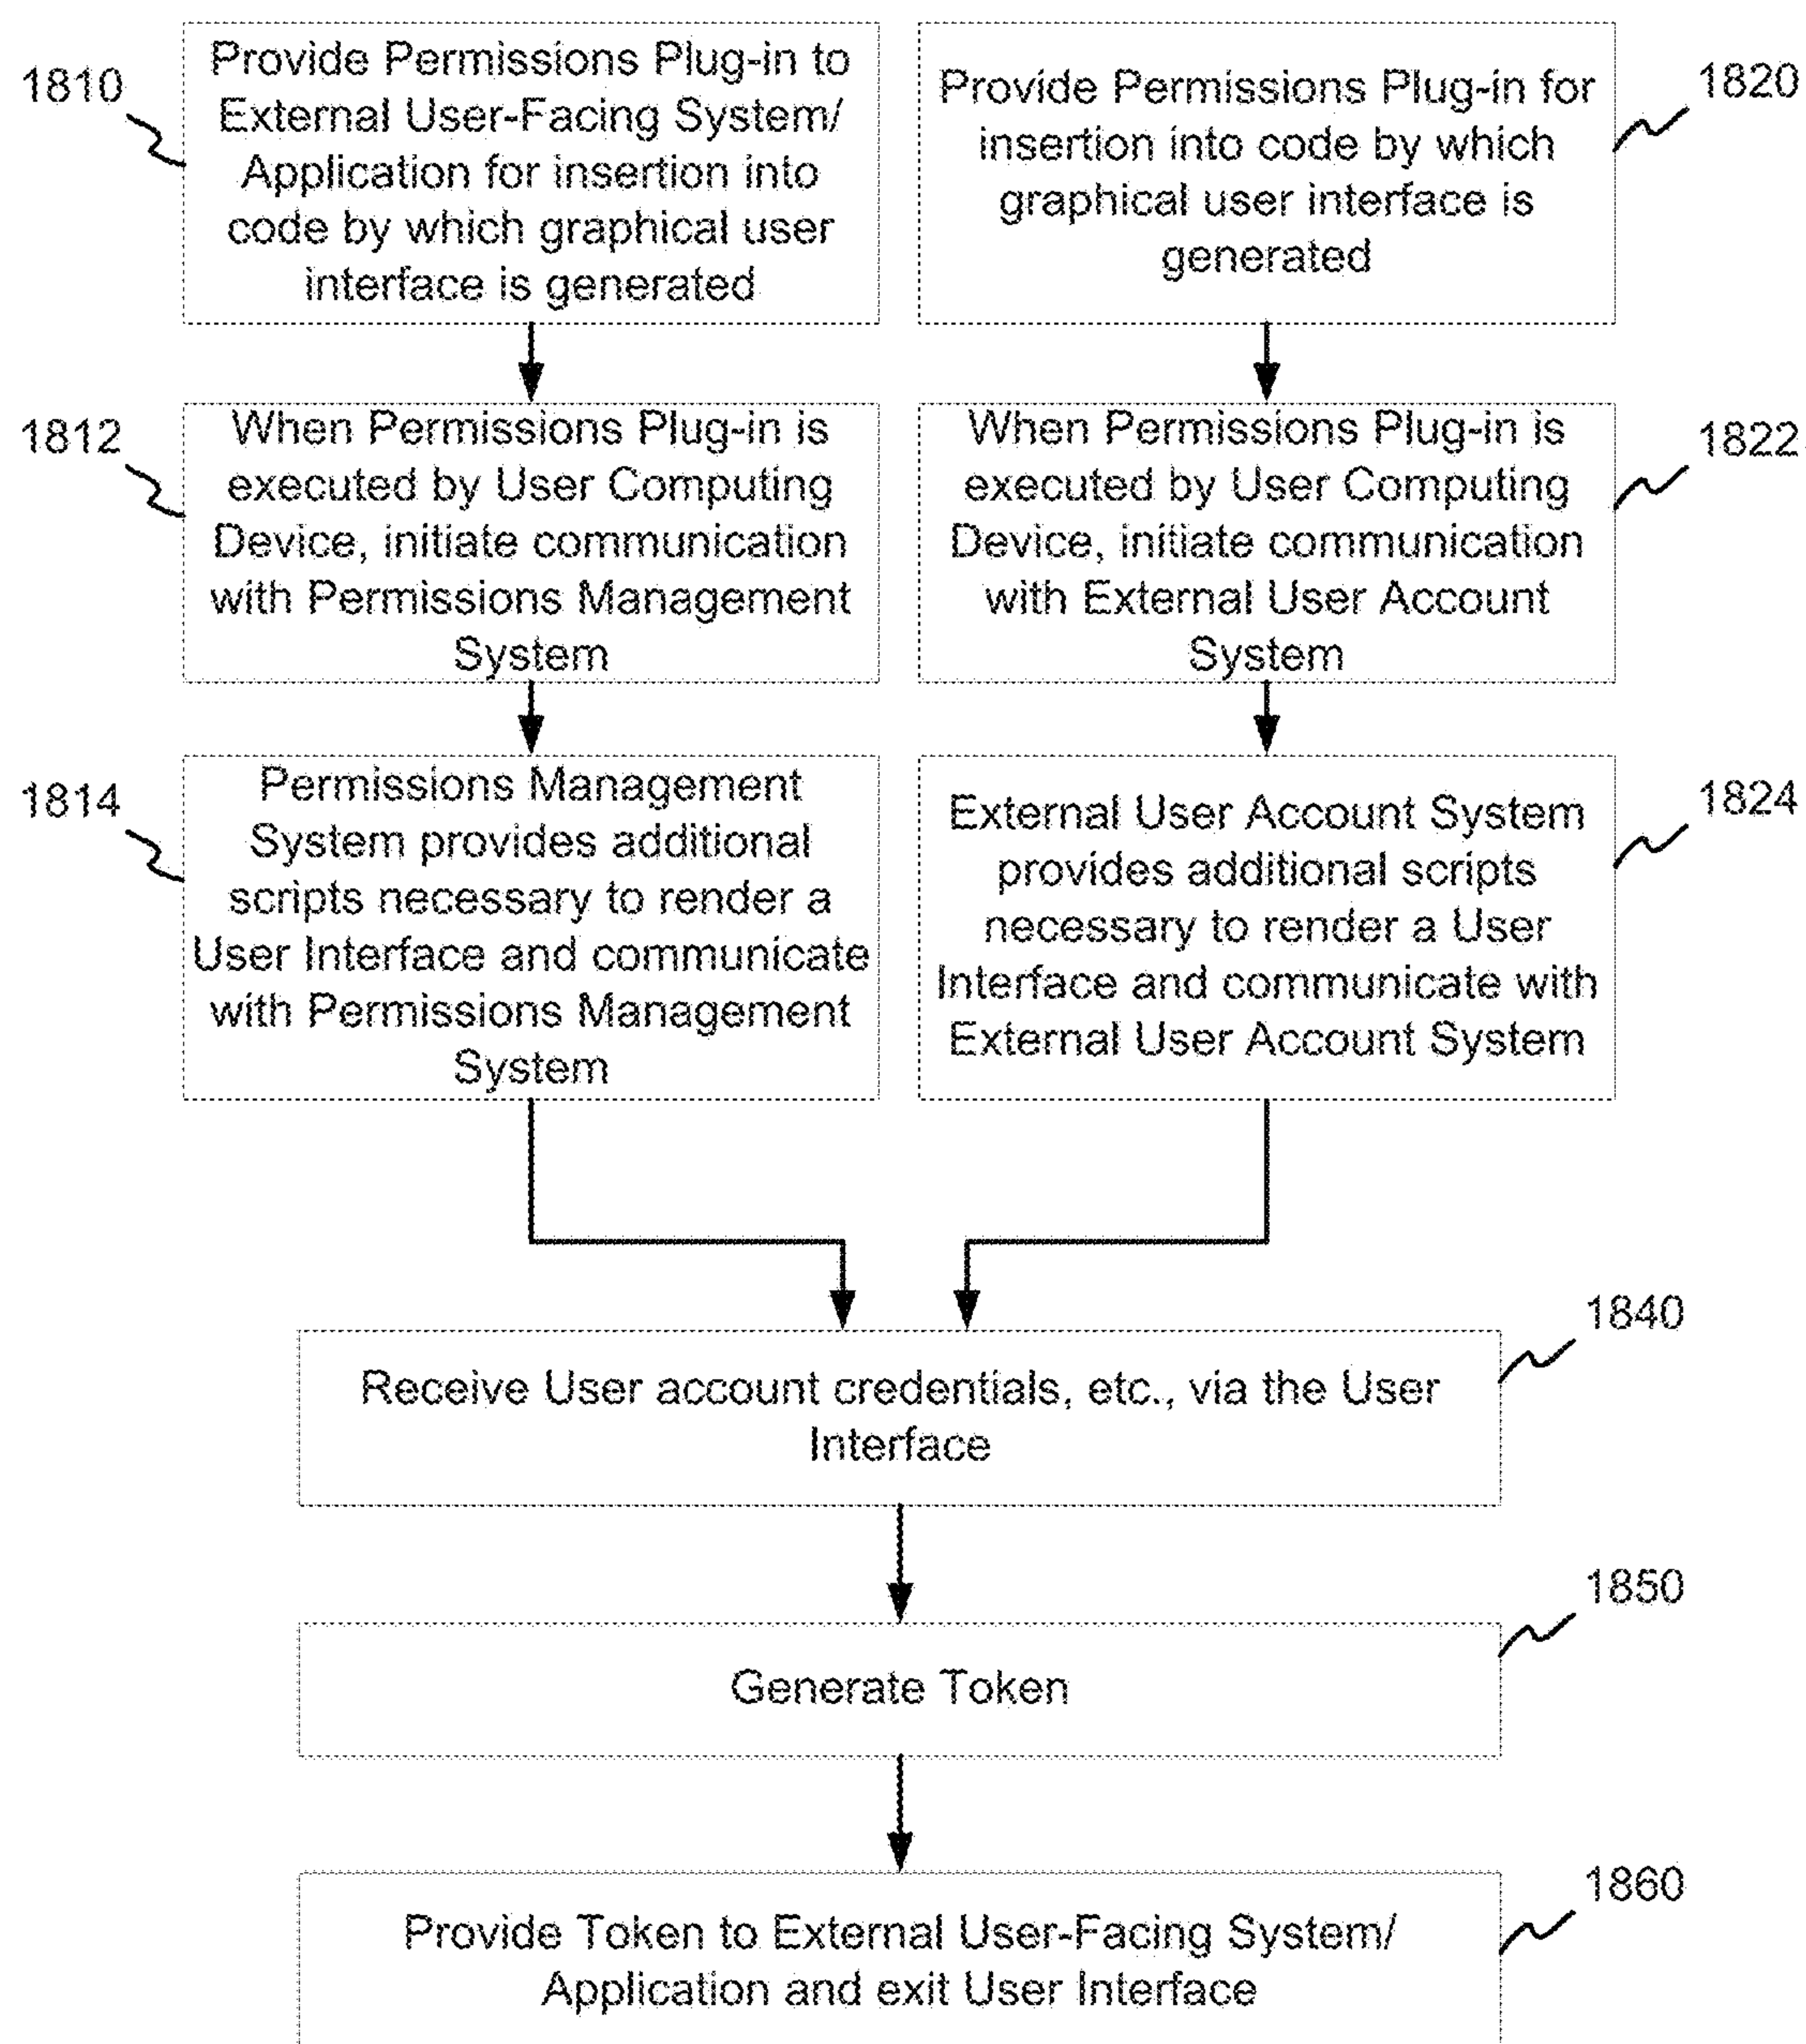 1810
Provide Permissions Plug-in to
External User-Facing System/
Application for insertion into
code by which graphical user
interface is generated
1820
Provide Permissions Plug-in for
insertion into code by which
graphical user interface is
generated
1812
When Permissions Plug-in is
executed by User Computing
Device, initiate communication
with Permissions Management
System
1822
When Permissions Plug-in is
executed by User Computing
Device, initiate communication
with External User Account
System
1814
Permissions Management
System provides additional
scripts necessary to render a
User Interface and communicate
with Permissions Management
System
1824
External User Account System
provides additional scripts
necessary to render a User
Interface and communicate with
External User Account System
1840
Receive User account credentials, etc., via the User
Interface
1850
Generate Token
1860
Provide Token to External User-Facing System/
Application and exit User Interface